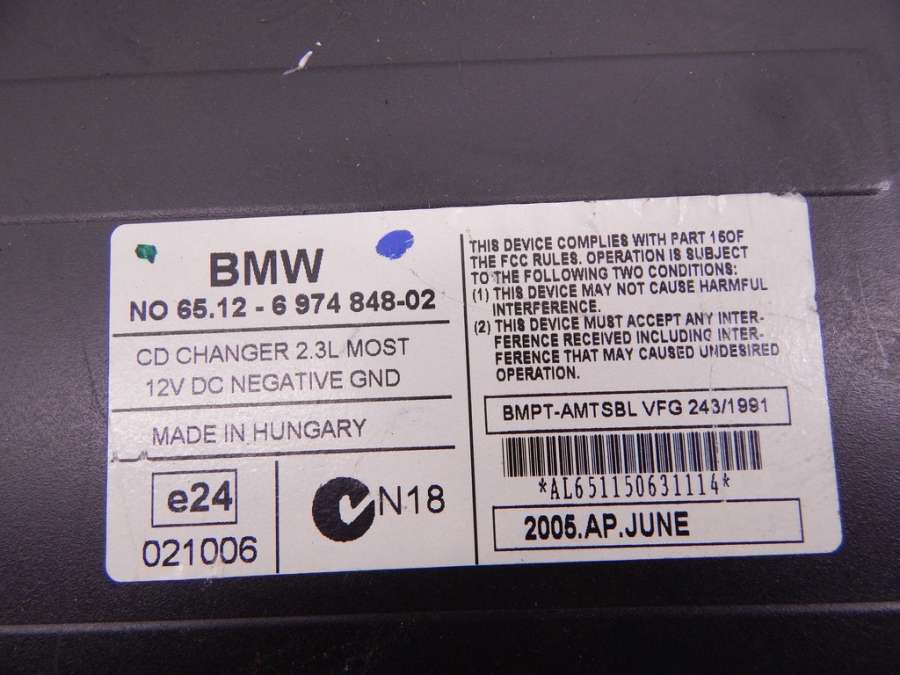 BMW
NO 65.12 - 6 974 848-02
CD CHANGER 2.3L MOST
12V DC NEGATIVE GND
MADE IN HUNGARY
e24
021006
N18
THIS DEVICE COMPLIES WITH PART 15OF
THE FCC RULES. OPERATION IS SUBJECT
TO THE FOLLOWING TWO CONDITIONS:
(1) THIS DEVICE MAY NOT CAUSE HARMFUL
INTERFERENCE.
(2) THIS DEVICE MUST ACCEPT ANY INTER-
FERENCE RECEIVED INCLUDING INTER-
FERENCE THAT MAY CAUSED UNDESIRED
OPERATION.
BMPT-AMTSBL VFG 243/1991
*AL651150631114*
2005.AP.JUNE